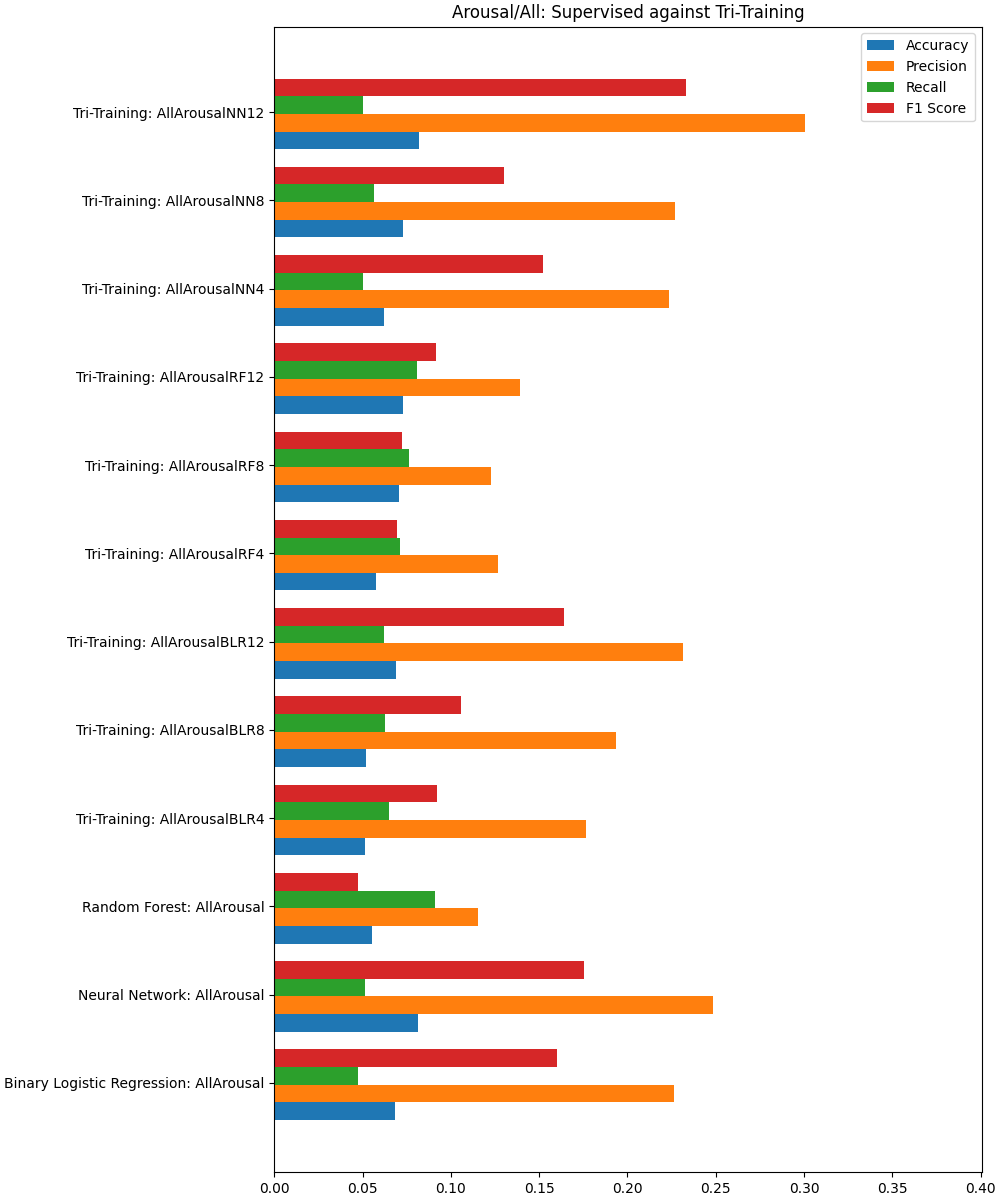 Arousal/All: Supervised against Tri-Training
Accuracy
Precision
Recall
F1 Score
Tri-Training: AllArousalNN12
Tri-Training: AllArousalNN8
Tri-Training: AllArousalNN4
Tri-Training: AllArousalRF12
Tri-Training: AllArousalRF8
Tri-Training: AllArousalRF4
Tri-Training: AllArousalBLR12
Tri-Training: AllArousalBLR8
Tri-Training: AllArousalBLR4
Random Forest: AllArousal
Neural Network: AllArousal
Binary Logistic Regression: AllArousal
0.00 0.05 0.10 0.15 0.20 0.25 0.30 0.35 0.40